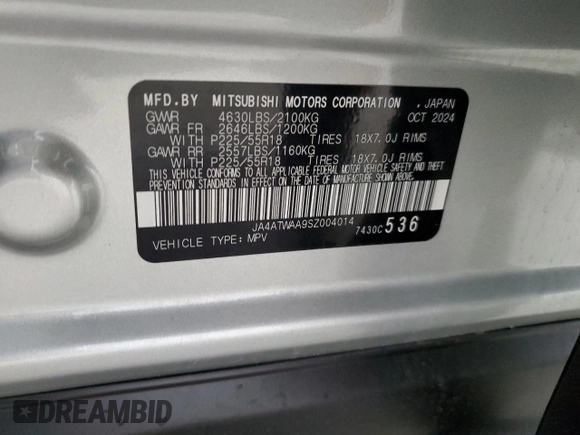 MFD.BY MITSUBISHI MOTORS CORPORATION , JAPAN
GVWR 4630LBS/2100KG OCT 2024
GAWR FR 2646LBS/1200KG
WITH P225/55R18 TIRES 18X7.0J RIMS
GAWR RR 2557LBS/1160KG
WITH P225/55R18 TIRES 18X7.0J RIMS
THIS VEHICLE CONFORMS TO ALL APPLICABLE FEDERAL MOTOR VEHICLE SAFETY AND THEFT
PREVENTION STANDARDS IN EFFECT ON THE DATE OF MANUFACTURE SHOWN ABOVE.
JA4ATWAA9SZ004014
VEHICLE TYPE: MPV 7430C 536
DREAMBID